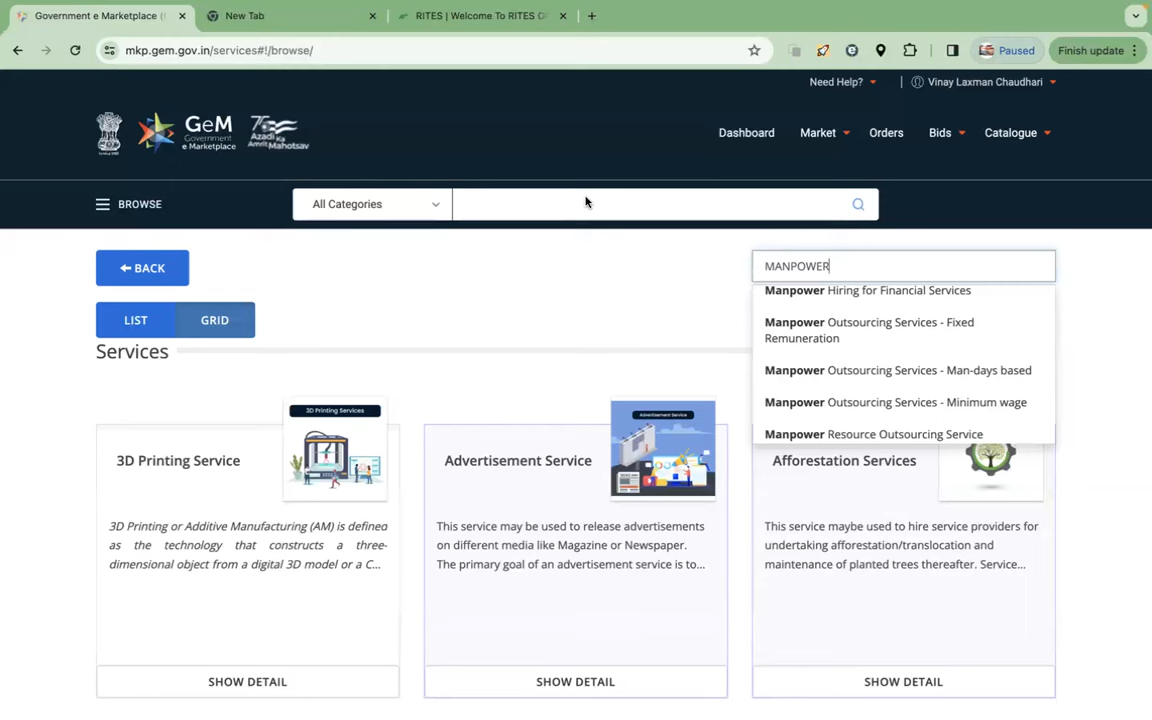 Government e Marketplace (
New Tab
RITES | Welcome To RITES OF
mkp.gem.gov.in/services#!/browse/
Paused
Finish update
Need Help?
Vinay Laxman Chaudhari
GeM
Government
e Marketplace
75
Azadi Ka
Amrit Mahotsav
Dashboard
Market
Orders
Bids
Catalogue
BROWSE
All Categories
BACK
MANPOWER
Manpower Hiring for Financial Services
Manpower Outsourcing Services - Fixed
Remuneration
Manpower Outsourcing Services - Man-days based
Manpower Outsourcing Services - Minimum wage
Manpower Resource Outsourcing Service
LIST
GRID
Services
3D Printing Services
3D Printing Service
3D Printing or Additive Manufacturing (AM) is defined
as the technology that constructs a three-
dimensional object from a digital 3D model or a C...
SHOW DETAIL
Advertisement Service
Advertisement Service
This service may be used to release advertisements
on different media like Magazine or Newspaper.
The primary goal of an advertisement service is to...
SHOW DETAIL
Afforestation Services
This service maybe used to hire service providers for
undertaking afforestation/translocation and
maintenance of planted trees thereafter. Service...
SHOW DETAIL